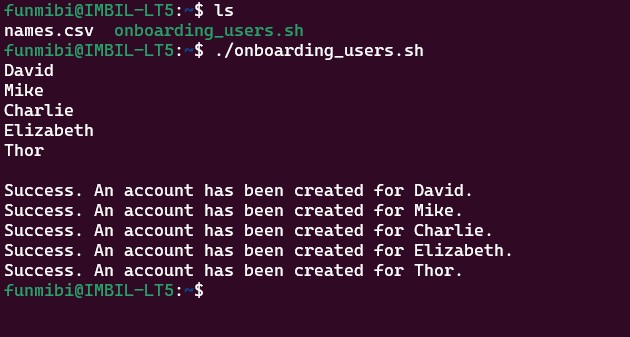 funmibi@IMBIL-LT5:~$ ls
names.csv  onboarding_users.sh
funmibi@IMBIL-LT5:~$ ./onboarding_users.sh
David
Mike
Charlie
Elizabeth
Thor
Success. An account has been created for David.
Success. An account has been created for Mike.
Success. An account has been created for Charlie.
Success. An account has been created for Elizabeth.
Success. An account has been created for Thor.
funmibi@IMBIL-LT5:~$